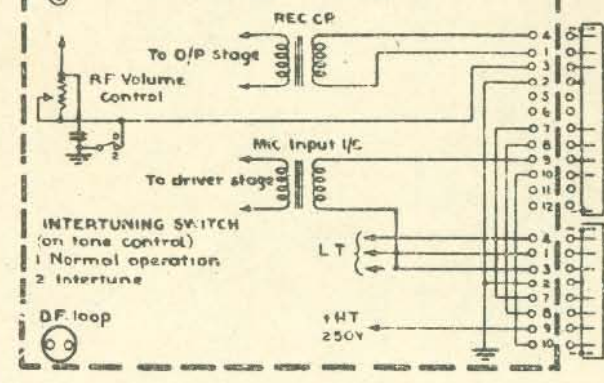 REC CP
To O/P stage
RF Volume
Control
2
Mic Input I/C
To driver stage
INTERTUNING SWITCH
(on tone control)
1 Normal operation
2 Intertune
D.F. loop
L T
+HT
250V
4
1
3
2
5
6
7
8
9
10
11
12
4
1
3
2
7
8
9
10